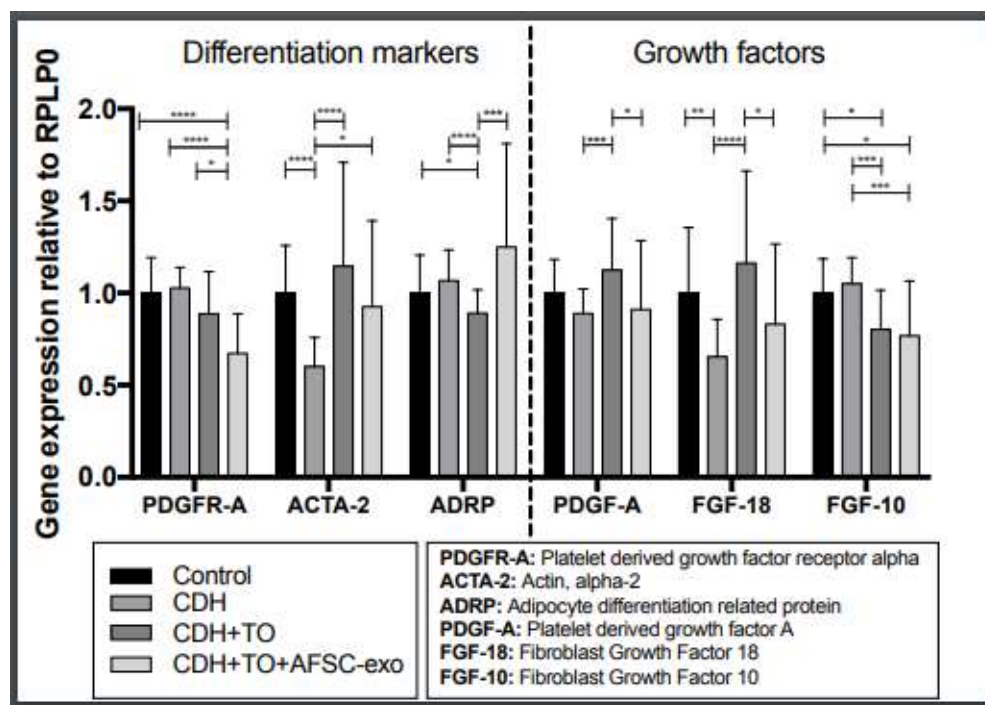 Differentiation markers
Growth factors
Gene expression relative to RPLP0
2.0
1.5
1.0
0.5
0.0
**** **** *
**** **** *
* **** ***
*** *
** **** *
* * *** ***
PDGFR-A ACTA-2 ADRP PDGF-A FGF-18 FGF-10
Control
CDH
CDH+TO
CDH+TO+AFSC-exo
PDGFR-A: Platelet derived growth factor receptor alpha
ACTA-2: Actin, alpha-2
ADRP: Adipocyte differentiation related protein
PDGF-A: Platelet derived growth factor A
FGF-18: Fibroblast Growth Factor 18
FGF-10: Fibroblast Growth Factor 10